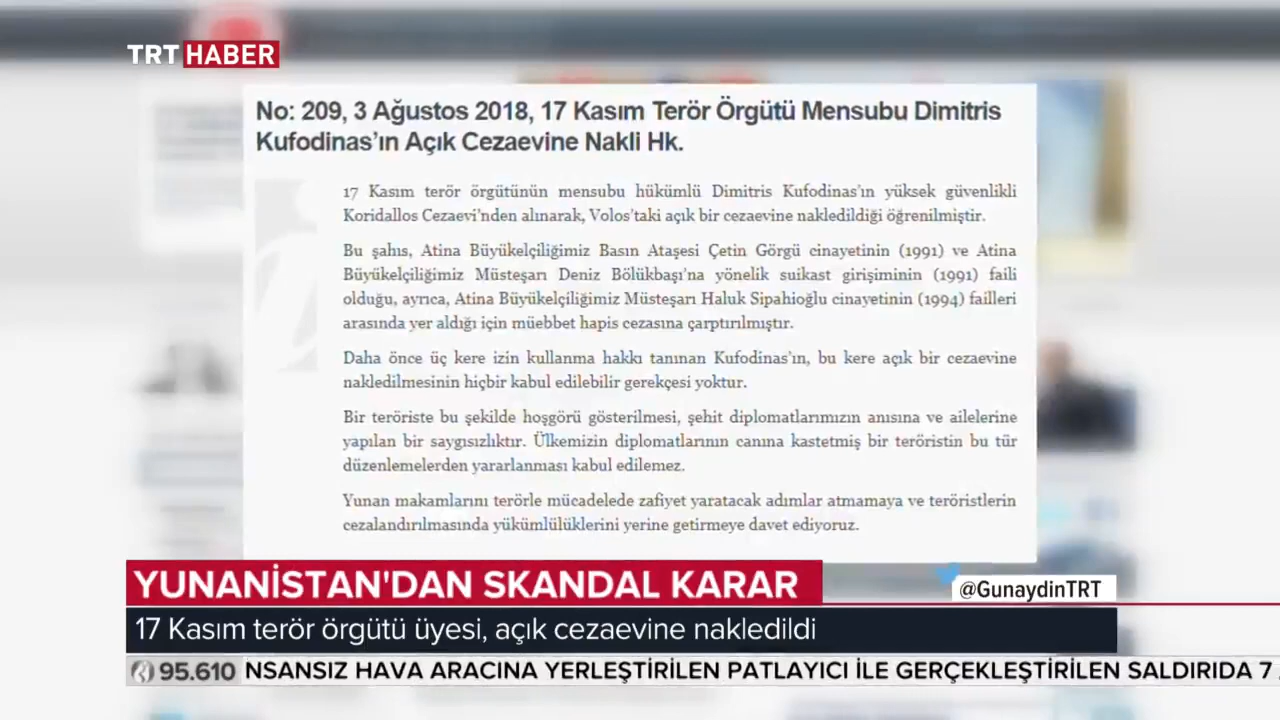 TRT HABER
No: 209, 3 Ağustos 2018, 17 Kasım Terör Örgütü Mensubu Dimitris
Kufodinas’ın Açık Cezaevine Nakli Hk.
17 Kasım terör örgütünün mensubu hükümlü Dimitris Kufodinas’ın yüksek güvenlikli
Koridallos Cezaevi’nden alınarak, Volos’taki açık bir cezaevine nakledildiği öğrenilmiştir.
Bu şahıs, Atina Büyükelçiliğimiz Basın Ataşesi Çetin Görgü cinayetinin (1991) ve Atina
Büyükelçiliğimiz Müsteşarı Deniz Bölükbaşı’na yönelik suikast girişiminin (1991) faili
olduğu, ayrıca, Atina Büyükelçiliğimiz Müsteşarı Haluk Sipahioğlu cinayetinin (1994) failleri
arasında yer aldığı için müebbet hapis cezasına çarptırılmıştır.
Daha önce üç kere izin kullanma hakkı tanınan Kufodinas’ın, bu kere açık bir cezaevine
nakledilmesinin hiçbir kabul edilebilir gerekçesi yoktur.
Bir teröriste bu şekilde hoşgörü gösterilmesi, şehit diplomatlarımızın anısına ve ailelerine
yapılan bir saygısızlıktır. Ülkemizin diplomatlarının canına kastetmiş bir teröristin bu tür
düzenlemelerden yararlanması kabul edilemez.
Yunan makamlarını terörle mücadelede zafiyet yaratacak adımlar atmamaya ve teröristlerin
cezalandırılmasında yükümlülüklerini yerine getirmeye davet ediyoruz.
YUNANİSTAN'DAN SKANDAL KARAR
@GunaydinTRT
17 Kasım terör örgütü üyesi, açık cezaevine nakledildi
95.610 NSANSIZ HAVA ARACINA YERLEŞTİRİLEN PATLAYICI İLE GERÇEKLEŞTİRİLEN SALDIRIDA 7